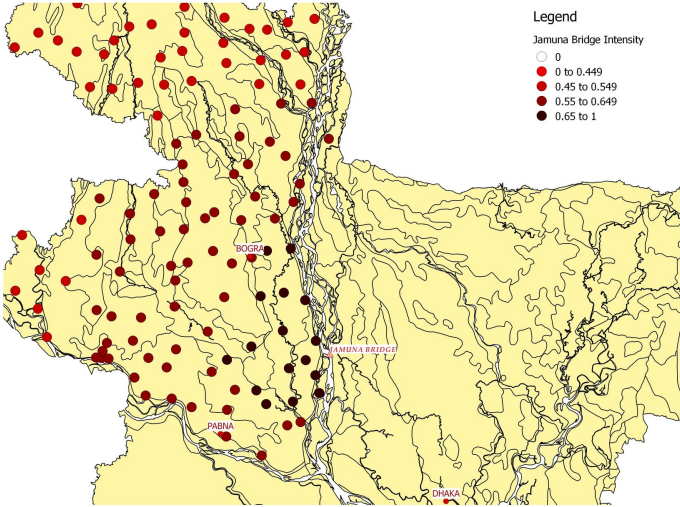 Legend
Jamuna Bridge Intensity
0
0 to 0.449
0.45 to 0.549
0.55 to 0.649
0.65 to 1
BOGRA
JAMUNA BRIDGE
PABNA
DHAKA